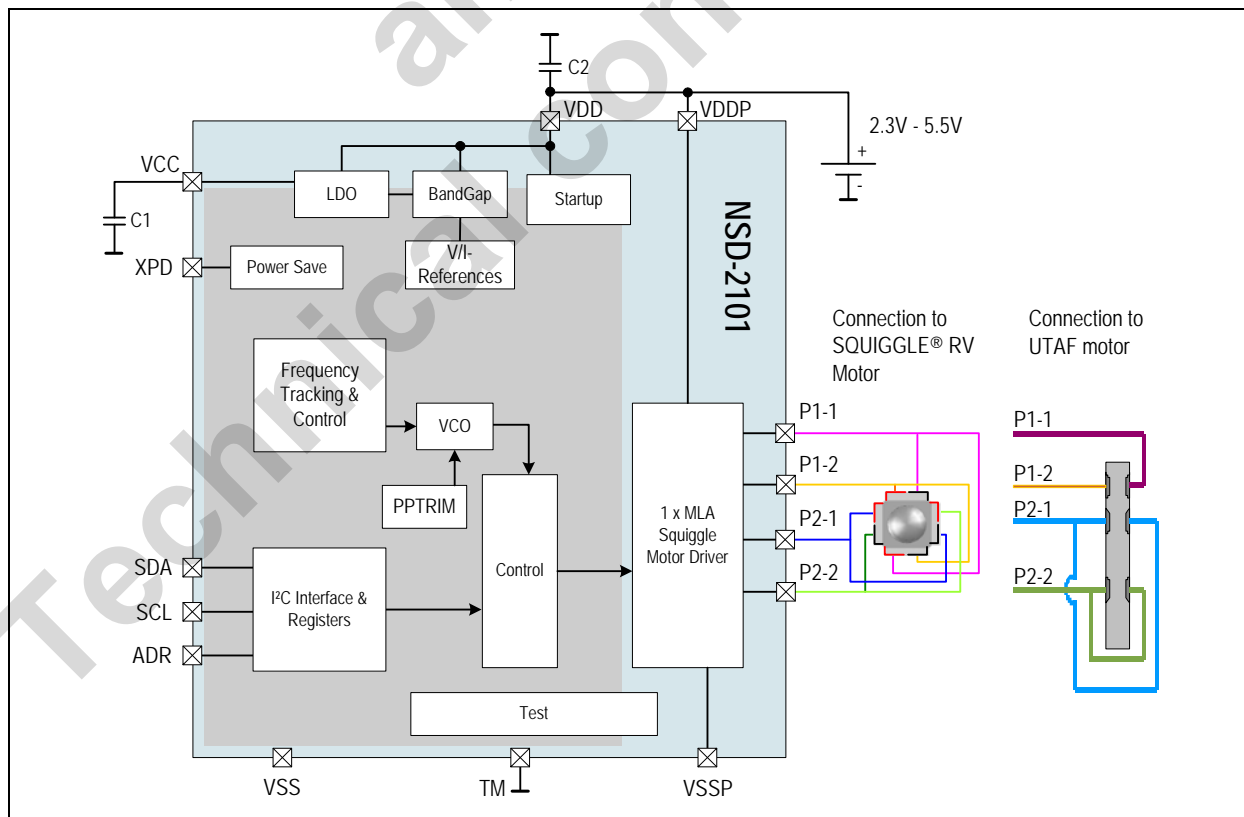 C2
VDD
VDDP
2.3V - 5.5V
+
-
VCC
LDO
BandGap
Startup
C1
V/I-
References
XPD
Power Save
NSD-2101
Connection to
SQUIGGLE® RV
Motor
Connection to
UTAF motor
Frequency
Tracking &
Control
VCO
PPTRIM
P1-1
P1-2
P2-1
P2-2
P1-1
P1-2
P2-1
P2-2
1 x MLA
Squiggle
Motor Driver
Control
SDA
SCL
ADR
I²C Interface &
Registers
Test
VSS
TM
VSSP
Technical con
a